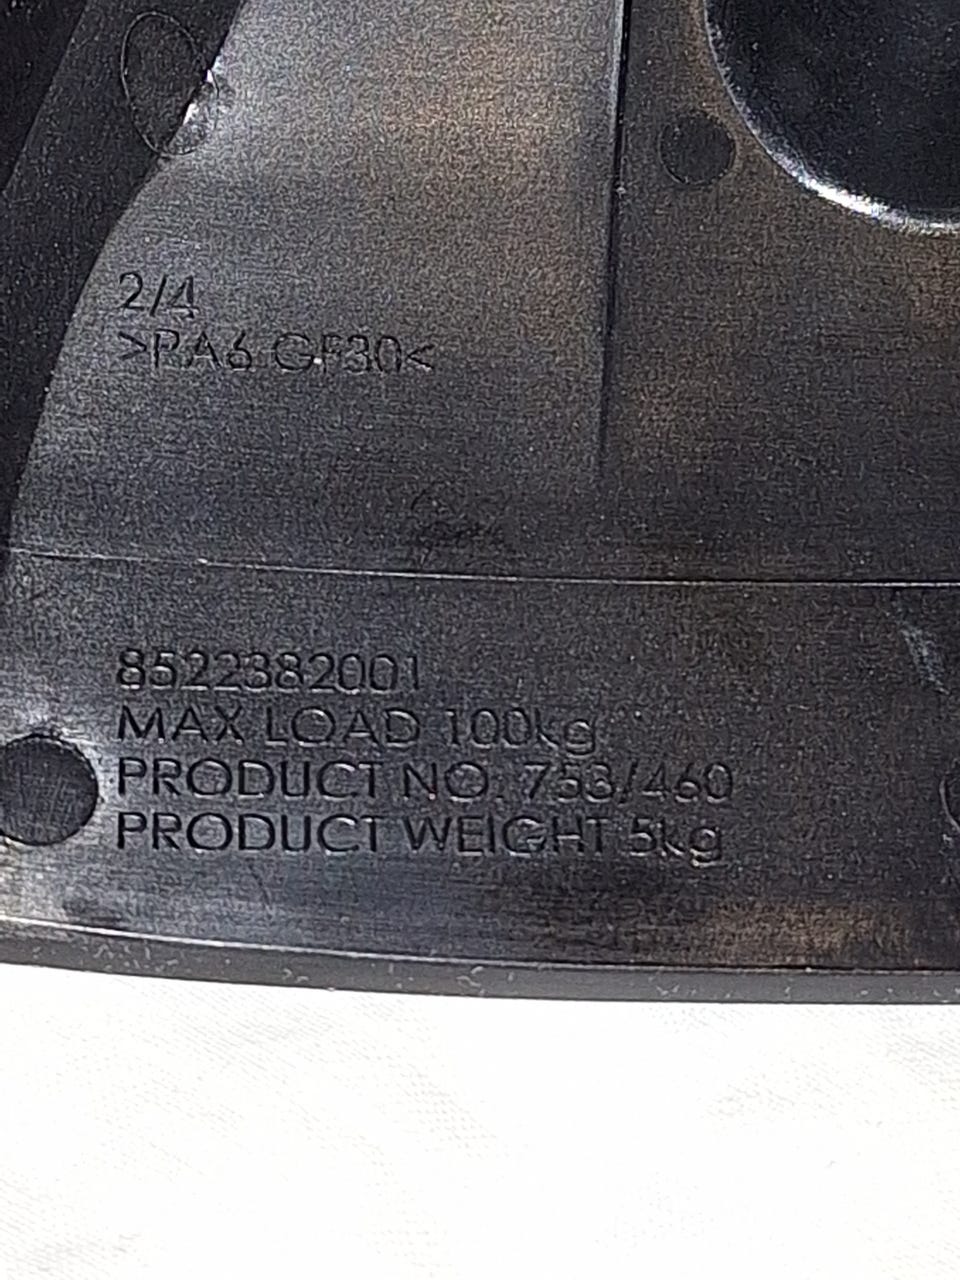 2/4
>PA6 GF30<
8522382001
MAX LOAD 100kg
PRODUCT NO. 753/460
PRODUCT WEIGHT 5kg